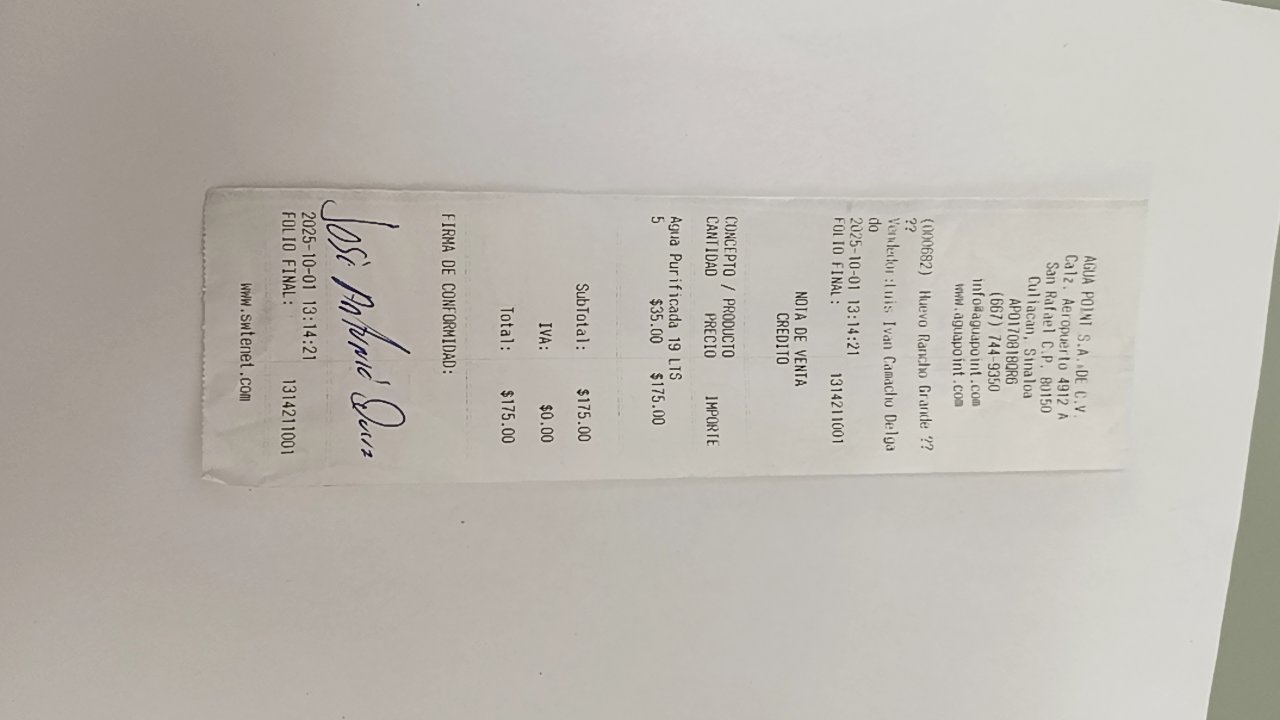 AGUA POINT S.A. DE C.V.
Calz. Aeropuerto 4912 A
San Rafael C.P. 80150
Culiacan, Sinaloa
APO170818QR6
(667) 744-9350
info@aguapoint.com
www.aguapoint.com
(000682) Huevo Rancho Grande ??
??
Vendedor:Luis Ivan Camacho Delga
do
2025-10-01 13:14:21
FOLIO FINAL: 1314211001
NOTA DE VENTA
CREDITO
CONCEPTO / PRODUCTO
CANTIDAD PRECIO IMPORTE
Agua Purificada 19 LTS
5 $35.00 $175.00
SubTotal: $175.00
IVA: $0.00
Total: $175.00
FIRMA DE CONFORMIDAD:
José Antonio
2025-10-01 13:14:21
FOLIO FINAL: 1314211001
www.swtenet.com